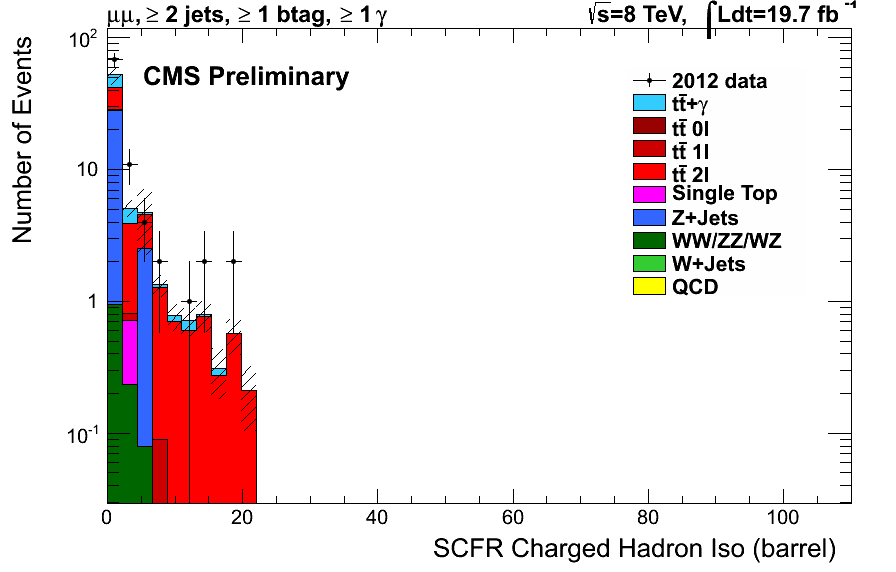 μμ, ≥ 2 jets, ≥ 1 btag, ≥ 1 γ
√s=8 TeV, ∫Ldt=19.7 fb⁻¹
CMS Preliminary
Number of Events
10²
10
1
10⁻¹
2012 data
tt̄+γ
tt̄ 0l
tt̄ 1l
tt̄ 2l
Single Top
Z+Jets
WW/ZZ/WZ
W+Jets
QCD
0 20 40 60 80 100
SCFR Charged Hadron Iso (barrel)